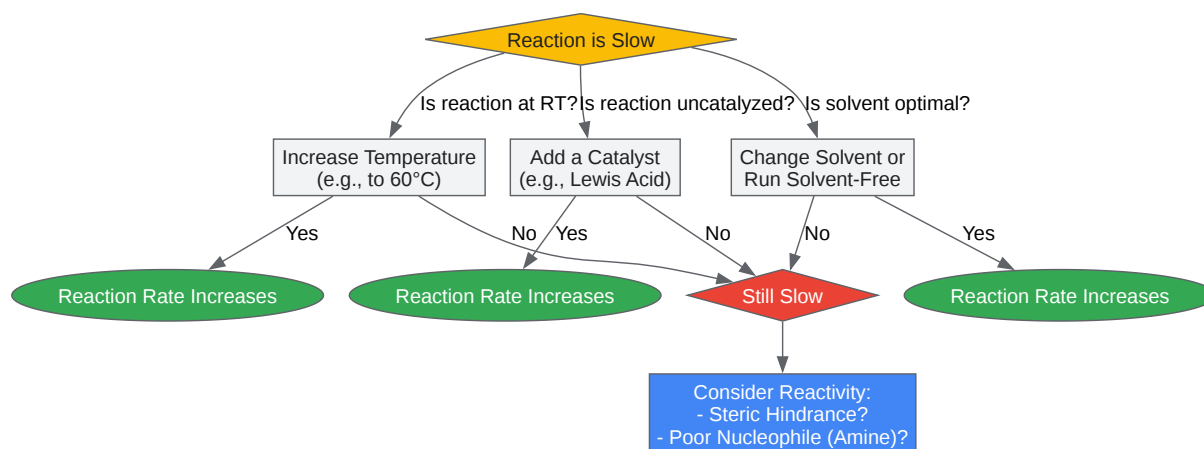 Reaction is Slow
Is reaction at RT?
Is reaction uncatalyzed?
Is solvent optimal?
Increase Temperature
(e.g., to 60°C)
Add a Catalyst
(e.g., Lewis Acid)
Change Solvent or
Run Solvent-Free
Yes
No
Yes
No
No
Yes
Reaction Rate Increases
Reaction Rate Increases
Still Slow
Reaction Rate Increases
Consider Reactivity:
- Steric Hindrance?
- Poor Nucleophile (Amine)?